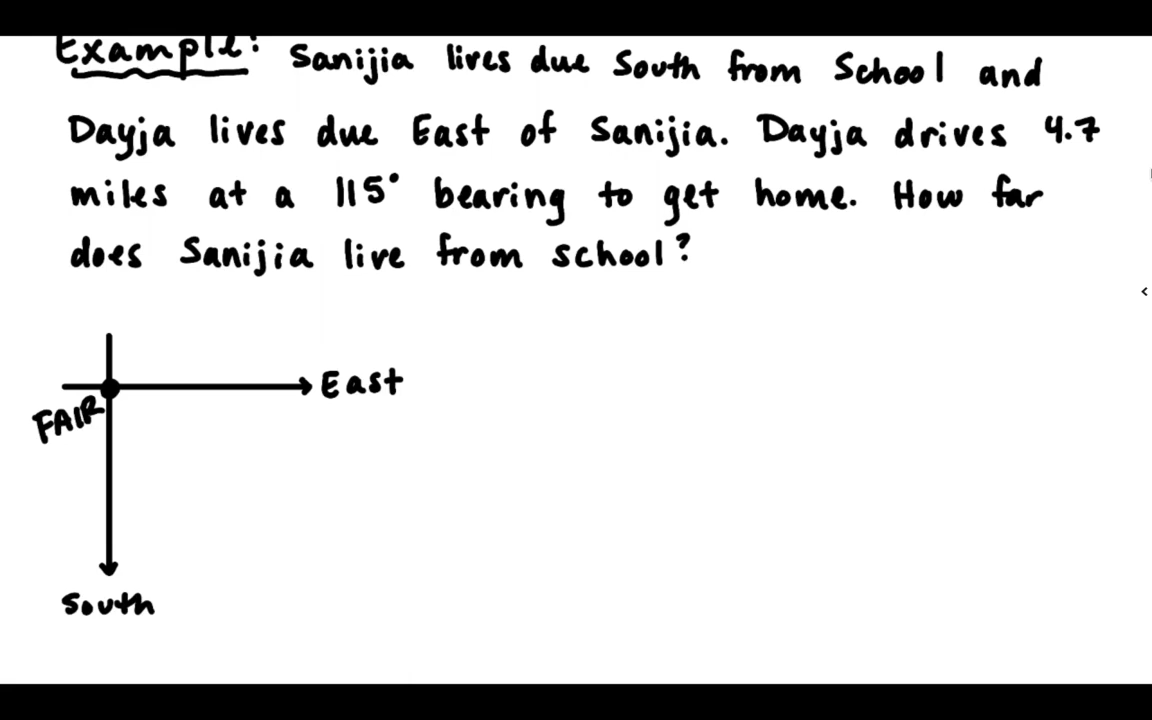 Example: Sanijia lives due South from School and
Dayja lives due East of Sanijia. Dayja drives 4.7
miles at a 115° bearing to get home. How far
does Sanijia live from school?
East
FAIR
South